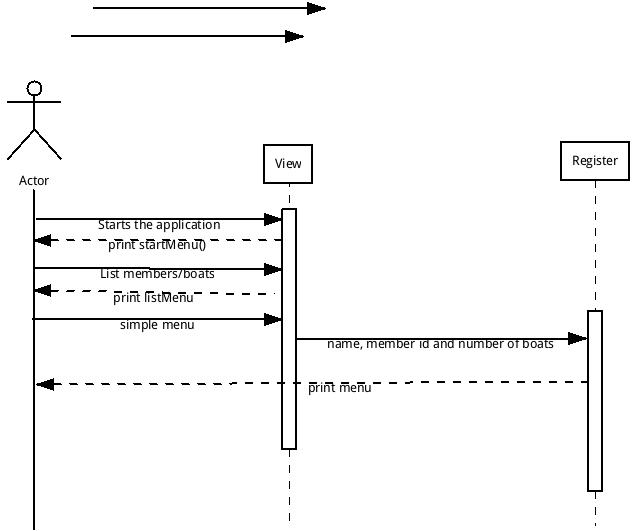 View
Register
Actor
Starts the application
print startMenu()
List members/boats
print listMenu
simple menu
name, member id and number of boats
print menu